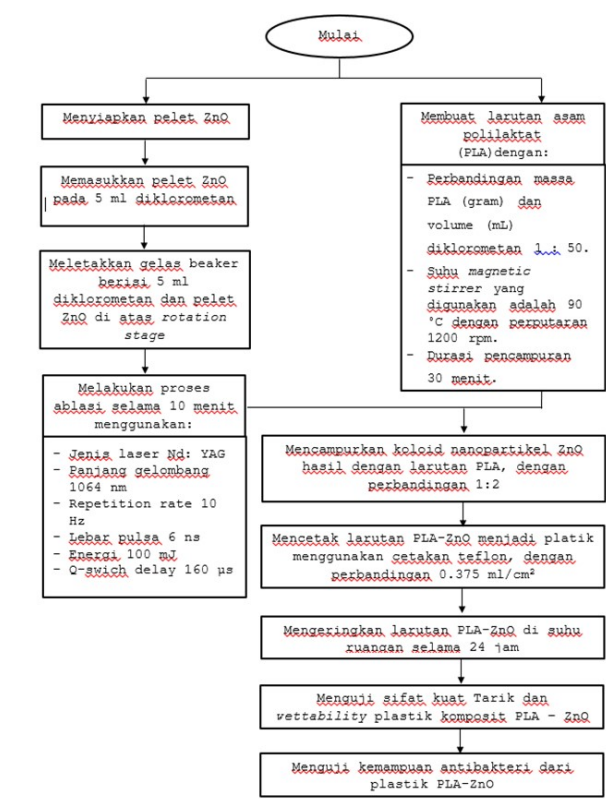 Mulai
Menyiapkan pelet ZnO
Memasukkan pelet ZnO
pada 5 ml diklorometan
Meletakkan gelas beaker
berisi 5 ml
diklorometan dan pelet
ZnO di atas rotation
stage
Melakukan proses
ablasi selama 10 menit
menggunakan:
- Jenis laser Nd: YAG
- Panjang gelombang
1064 nm
- Repetition rate 10
Hz
- Lebar pulsa 6 ns
- Energi 100 mJ
- Q-swich delay 160 µs
Membuat larutan asam
polilaktat
(PLA)dengan:
- Perbandingan massa
PLA (gram) dan
volume (mL)
diklorometan 1 : 50.
- Suhu magnetic
stirrer yang
digunakan adalah 90
°C dengan perputaran
1200 rpm.
- Durasi pencampuran
30 menit.
Mencampurkan koloid nanopartikel ZnO
hasil dengan larutan PLA, dengan
perbandingan 1:2
Mencetak larutan PLA-ZnO menjadi platik
menggunakan cetakan teflon, dengan
perbandingan 0.375 ml/cm²
Mengeringkan larutan PLA-ZnO di suhu
ruangan selama 24 jam
Menguji sifat kuat Tarik dan
wettability plastik komposit PLA – ZnO
Menguji kemampuan antibakteri dari
plastik PLA-ZnO